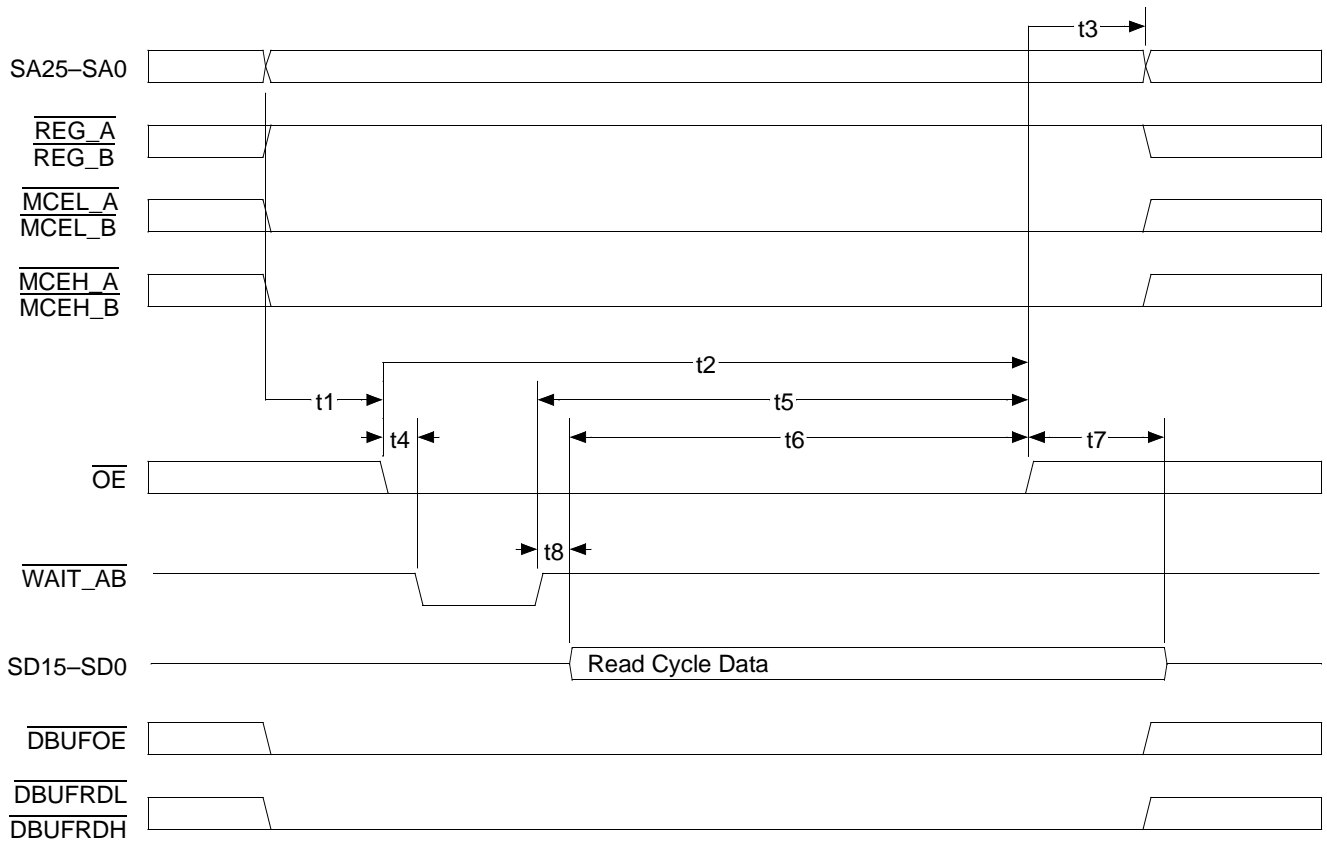 t3
SA25–SA0
REG_A
REG_B
MCEL_A
MCEL_B
MCEH_A
MCEH_B
t2
t1
t5
t4
t6
t7
OE
t8
WAIT_AB
SD15–SD0
Read Cycle Data
DBUFOE
DBUFRDL
DBUFRDH